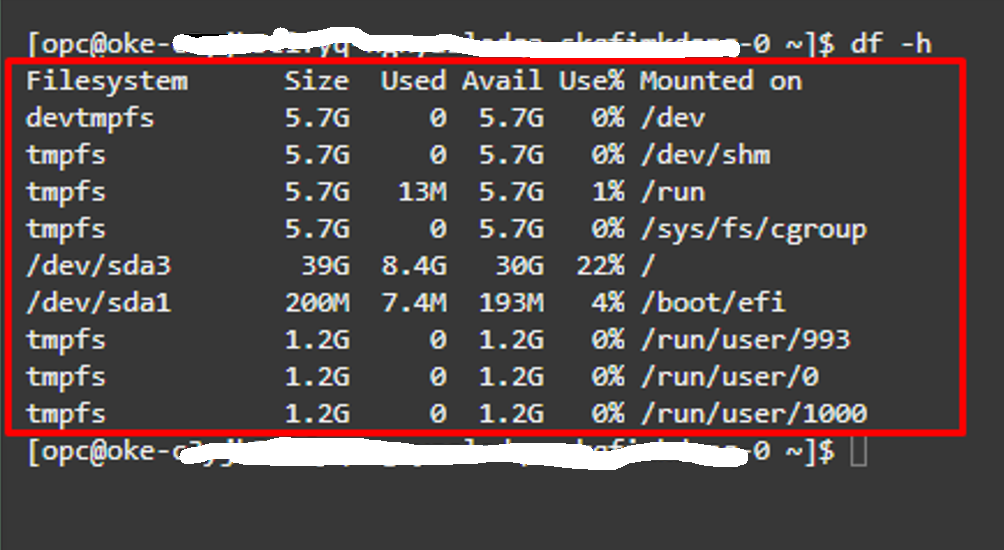 [opc@oke- -0 ~]$ df -h
Filesystem Size Used Avail Use% Mounted on
devtmpfs 5.7G 0 5.7G 0% /dev
tmpfs 5.7G 0 5.7G 0% /dev/shm
tmpfs 5.7G 13M 5.7G 1% /run
tmpfs 5.7G 0 5.7G 0% /sys/fs/cgroup
/dev/sda3 39G 8.4G 30G 22% /
/dev/sda1 200M 7.4M 193M 4% /boot/efi
tmpfs 1.2G 0 1.2G 0% /run/user/993
tmpfs 1.2G 0 1.2G 0% /run/user/0
tmpfs 1.2G 0 1.2G 0% /run/user/1000
[opc@oke- -0 ~]$